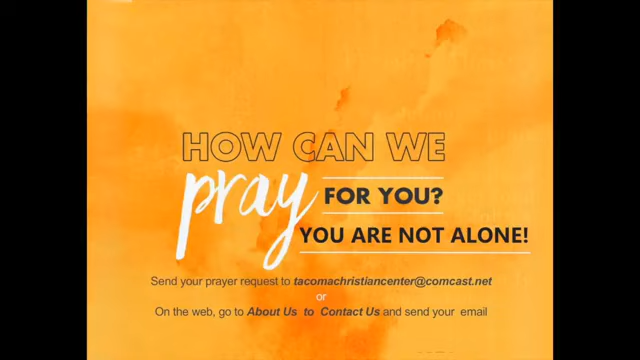 HOW CAN WE
pray FOR YOU?
YOU ARE NOT ALONE!
Send your prayer request to tacomachristiancenter@comcast.net
or
On the web, go to About Us to Contact Us and send your email